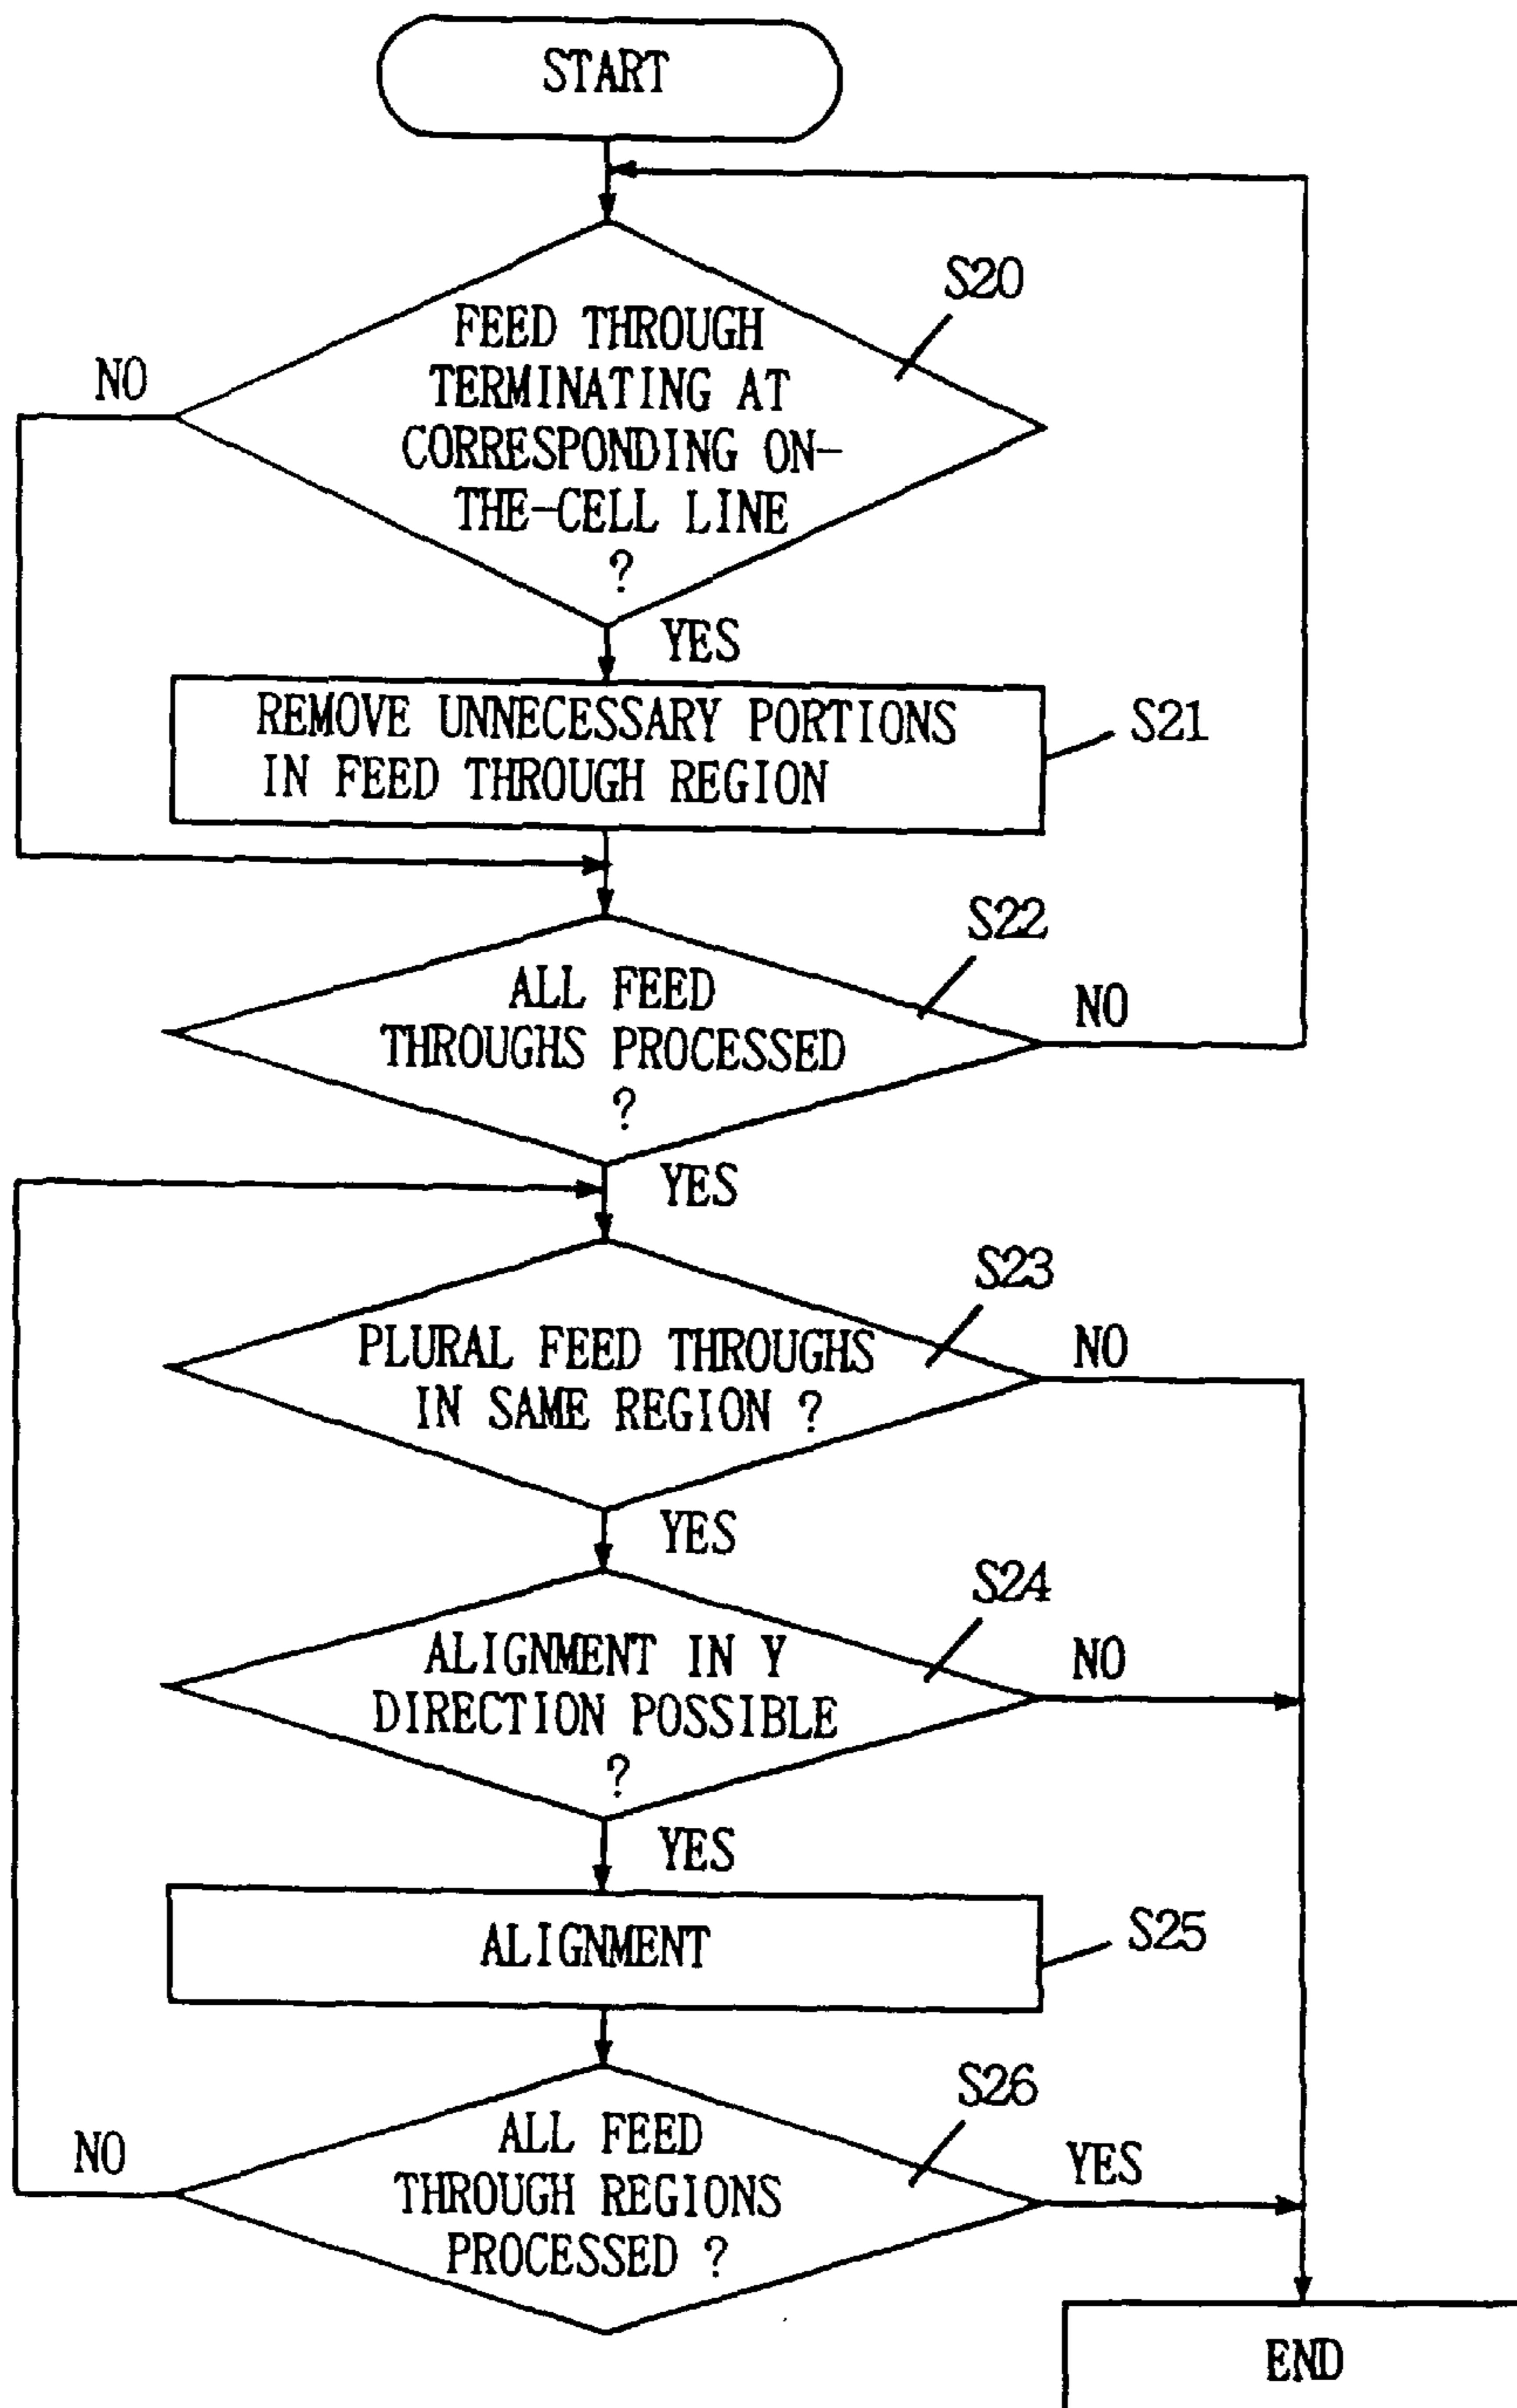 START
S20
FEED THROUGH
TERMINATING AT
CORRESPONDING ON-
THE-CELL LINE
?
NO
YES
REMOVE UNNECESSARY PORTIONS
IN FEED THROUGH REGION
S21
S22
ALL FEED
THROUGHS PROCESSED
?
NO
YES
S23
PLURAL FEED THROUGHS
IN SAME REGION ?
NO
YES
S24
ALIGNMENT IN Y
DIRECTION POSSIBLE
?
NO
YES
ALIGNMENT
S25
S26
ALL FEED
THROUGH REGIONS
PROCESSED ?
NO
YES
END